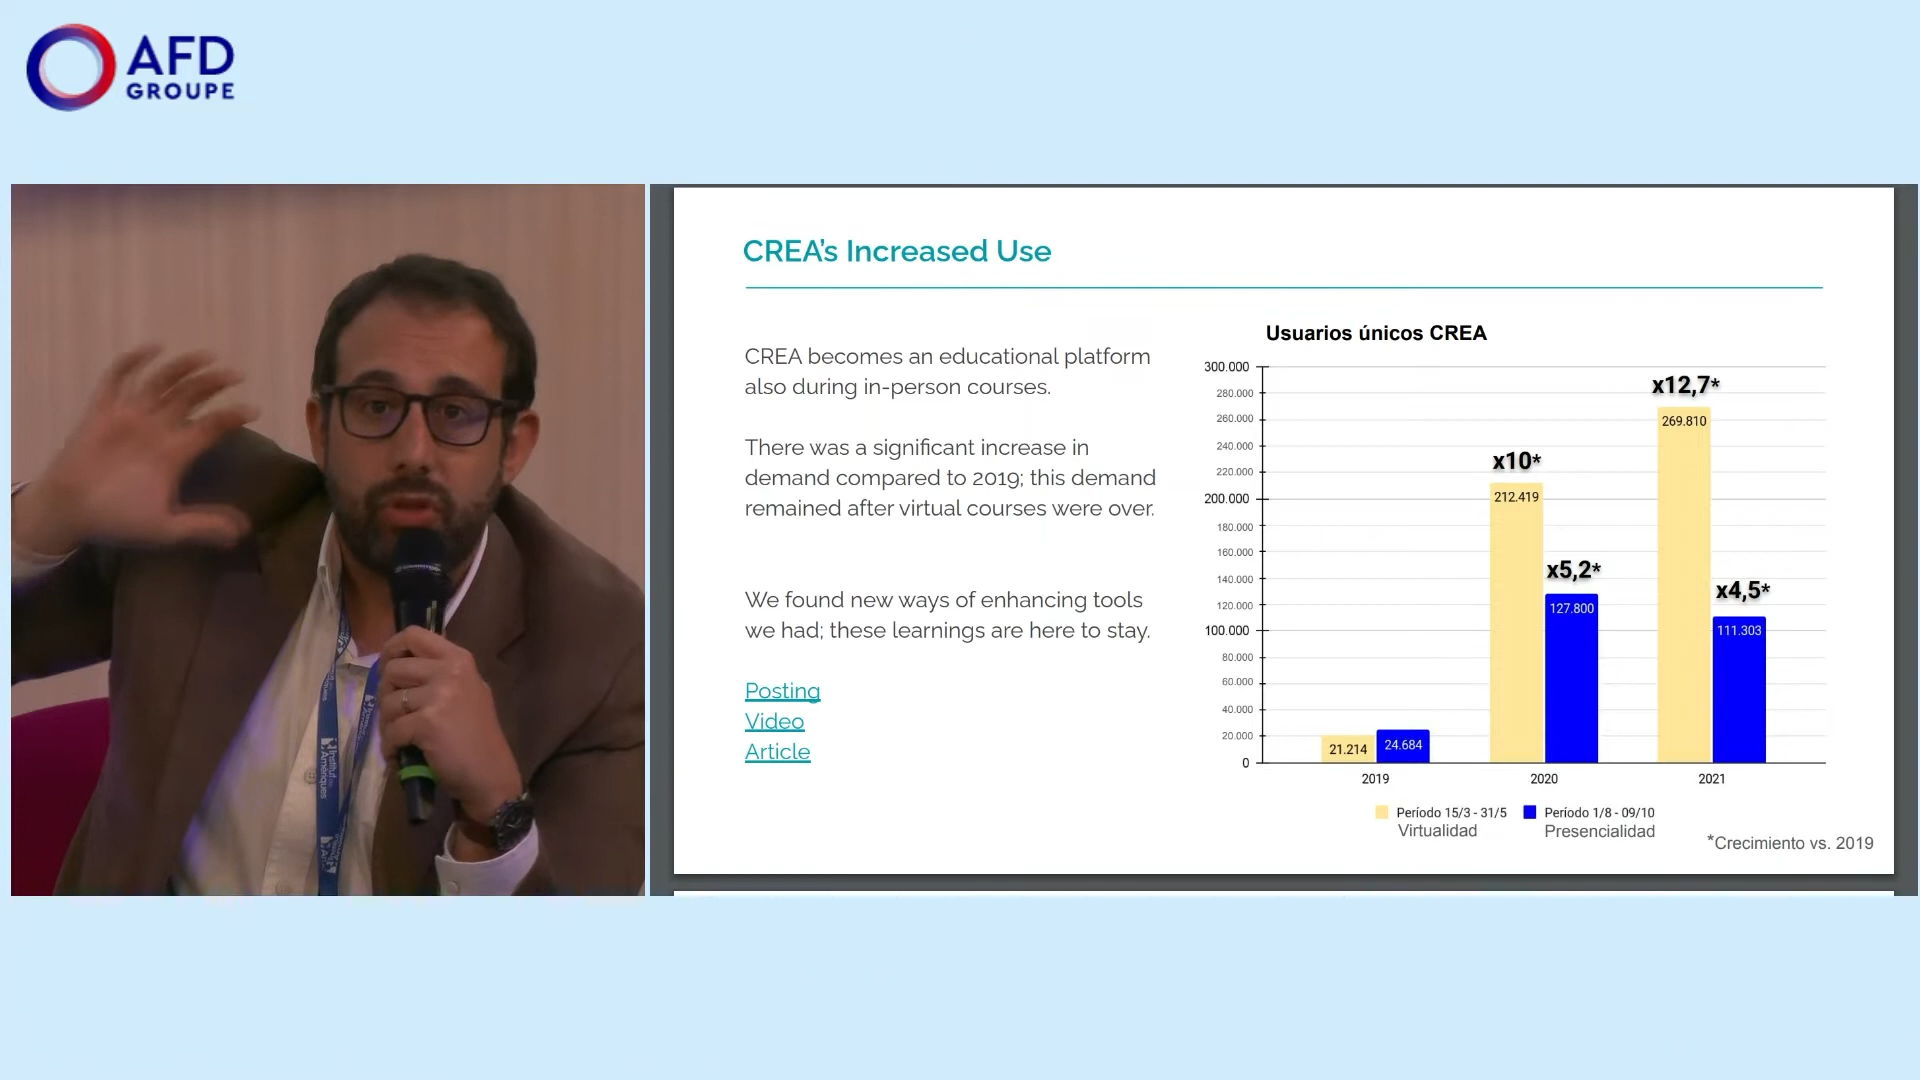 AFD
GROUPE
CREA's Increased Use
CREA becomes an educational platform
also during in-person courses.
There was a significant increase in
demand compared to 2019; this demand
remained after virtual courses were over.
We found new ways of enhancing tools
we had; these learnings are here to stay.
Posting
Video
Article
Usuarios únicos CREA
300.000
280.000
260.000
240.000
220.000
200.000
180.000
160.000
140.000
120.000
100.000
80.000
60.000
40.000
20.000
0
21.214
24.684
x10*
212.419
x5,2*
127.800
x12,7*
269.810
x4,5*
111.303
2019
2020
2021
Período 15/3 - 31/5
Virtualidad
Período 1/8 - 09/10
Presencialidad
*Crecimiento vs. 2019